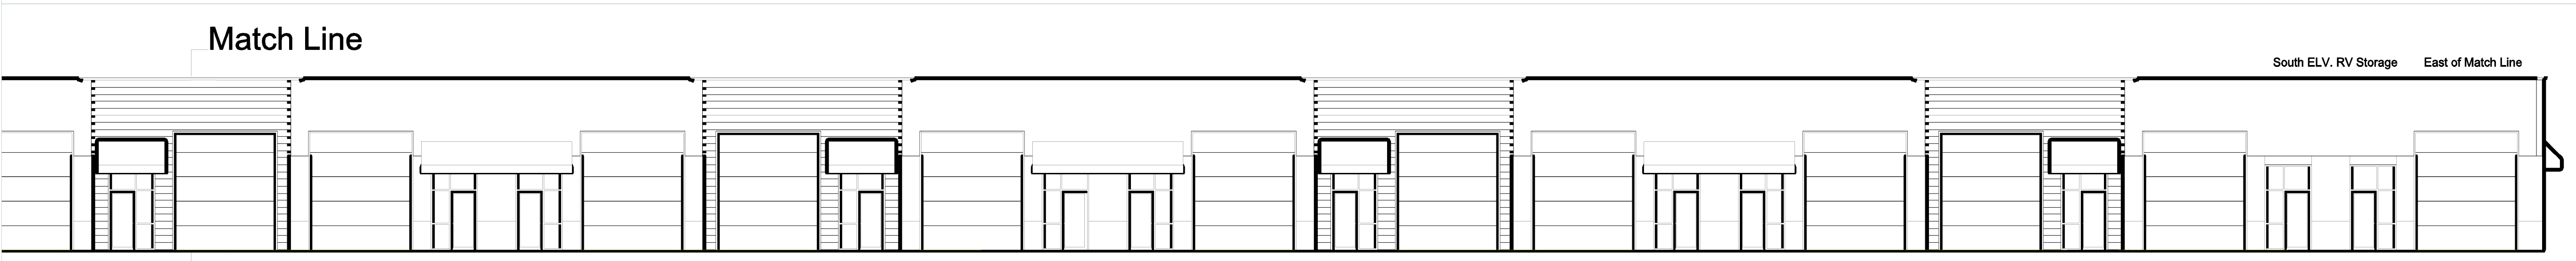 Match Line
South ELV. RV Storage East of Match Line